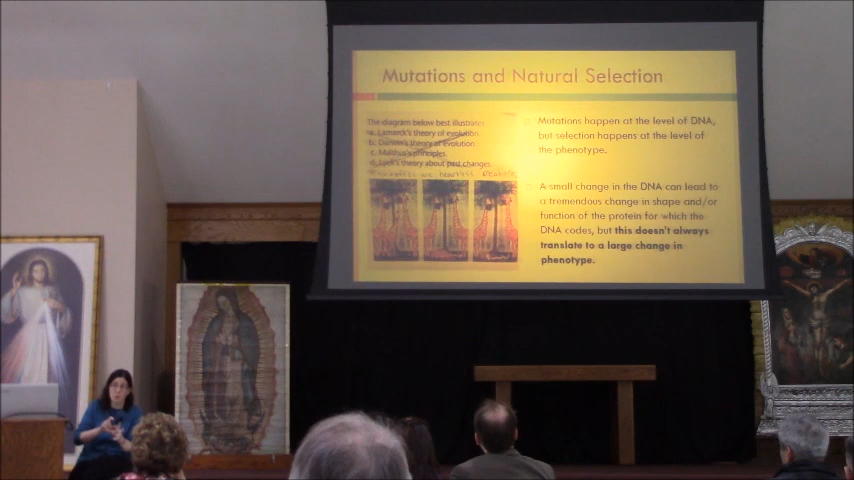 Mutations and Natural Selection
The diagram below best illustrates
a. Lamarck's theory of evolution
b. Darwin's theory of evolution
c. Malthus's principles
d. Lyell's theory about past changes
Mutations happen at the level of DNA,
but selection happens at the level of
the phenotype.
A small change in the DNA can lead to
a tremendous change in shape and/or
function of the protein for which the
DNA codes, but this doesn't always
translate to a large change in
phenotype.